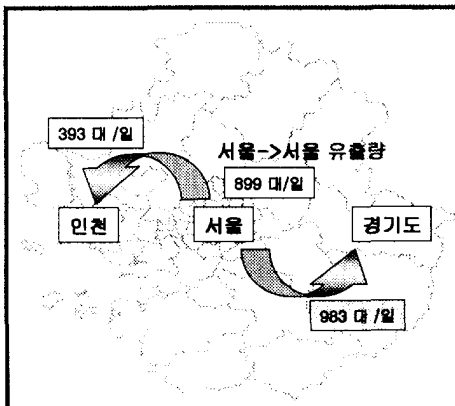 393 대/일
서울->서울 유출량
899 대/일
인천
서울
경기도
983 대/일